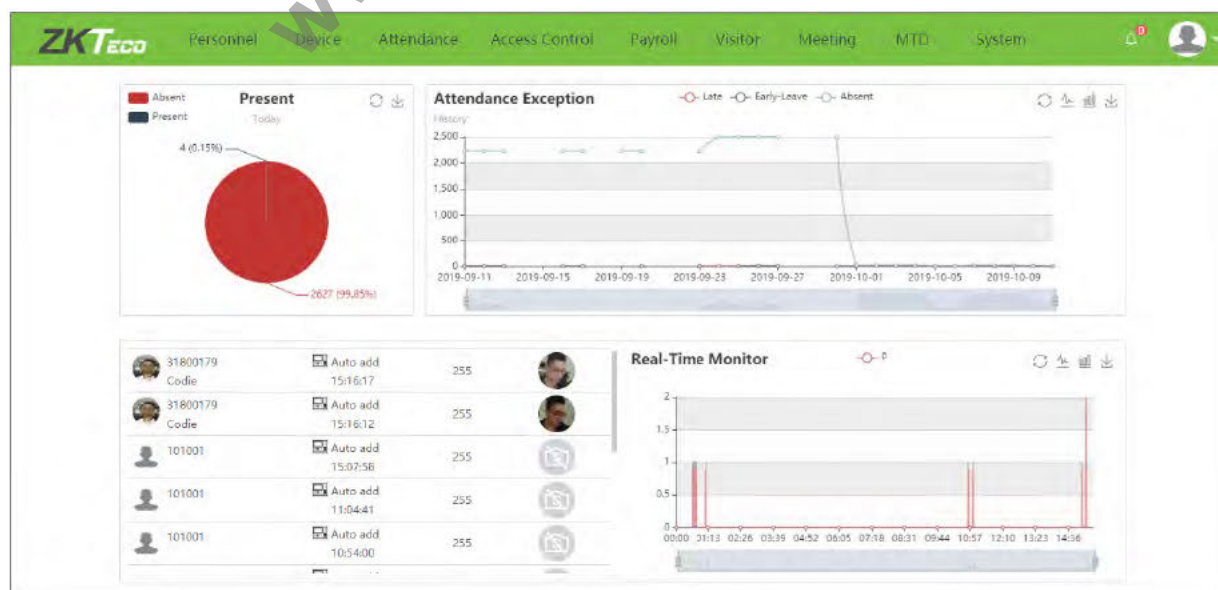 ZKTeco Personnel Device Attendance Access Control Payroll Visitor Meeting MTD System 0
Absent
Present
Present
Today
4 (0.15%)
2627 (99.85%)
Attendance Exception
Late Early-Leave Absent
History
2,500
2,000
1,500
1,000
500
0
2019-09-11 2019-09-15 2019-09-19 2019-09-23 2019-09-27 2019-10-01 2019-10-05 2019-10-09
31800179 Auto add 255
Codie 15:16:17
31800179 Auto add 255
Codie 15:16:12
101001 Auto add 255
15:07:58
101001 Auto add 255
11:04:41
101001 Auto add 255
10:54:00
Real-Time Monitor
p
2
1.5
1
0.5
0
00:00 01:13 02:26 03:39 04:52 06:05 07:18 08:31 09:44 10:57 12:10 13:23 14:36